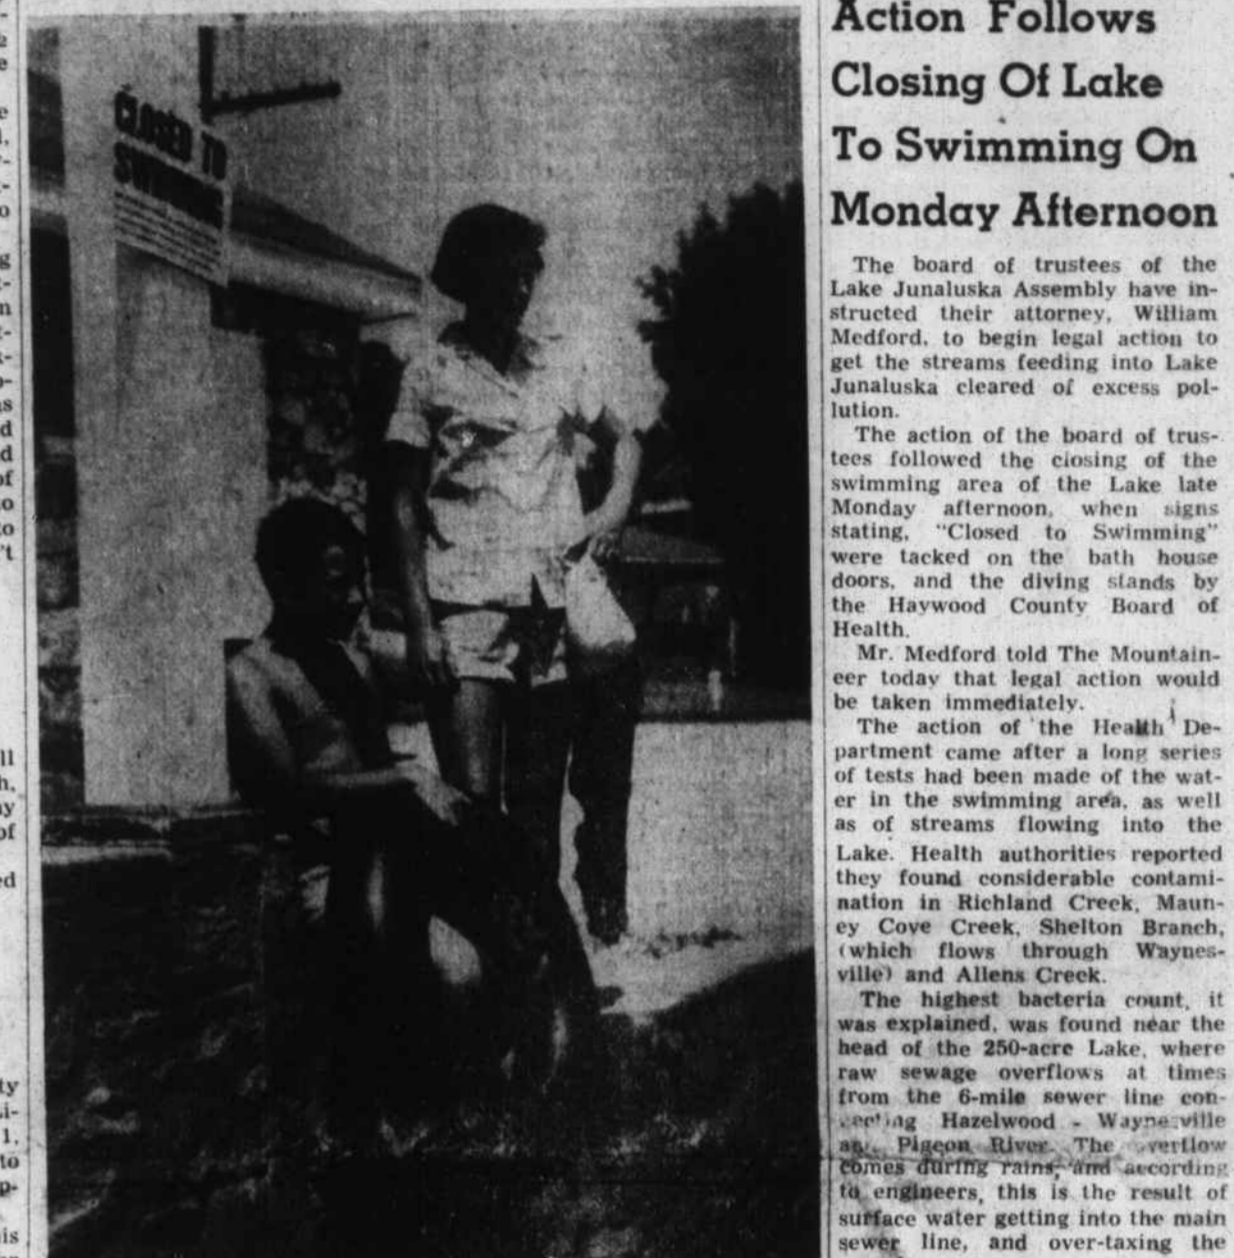 CLOSED TO
SWIMMING
Action Follows
Closing Of Lake
To Swimming On
Monday Afternoon
The board of trustees of the
Lake Junaluska Assembly have in-
structed their attorney, William
Medford, to begin legal action to
get the streams feeding into Lake
Junaluska cleared of excess pol-
lution.
The action of the board of trus-
tees followed the closing of the
swimming area of the Lake late
Monday afternoon, when signs
stating, "Closed to Swimming"
were tacked on the bath house
doors, and the diving stands by
the Haywood County Board of
Health.
Mr. Medford told The Mountain-
eer today that legal action would
be taken immediately.
The action of the Health De-
partment came after a long series
of tests had been made of the wat-
er in the swimming area, as well
as of streams flowing into the
Lake. Health authorities reported
they found considerable contami-
nation in Richland Creek, Maun-
ey Cove Creek, Shelton Branch,
(which flows through Waynes-
ville) and Allens Creek.
The highest bacteria count, it
was explained, was found near the
head of the 250-acre Lake, where
raw sewage overflows at times
from the 6-mile sewer line con-
necting Hazelwood - Waynesville
and Pigeon River. The overflow
comes during rains, and according
to engineers, this is the result of
surface water getting into the main
sewer line, and over-taxing the